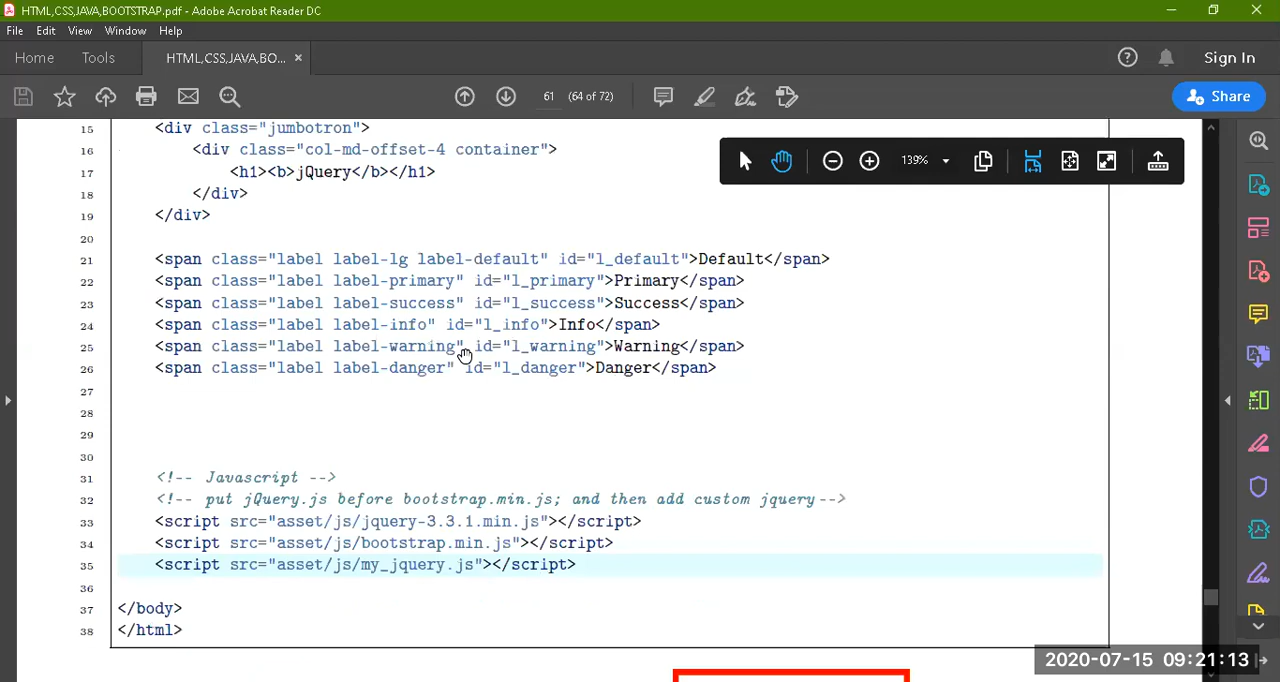 HTML,CSS,JAVA,BOOTSTRAP.pdf - Adobe Acrobat Reader DC
File Edit View Window Help
Home Tools HTML,CSS,JAVA,BO... × Sign In
61 (64 of 72) Share
139%
15 <div class="jumbotron">
16 <div class="col-md-offset-4 container">
17 <h1><b>jQuery</b></h1>
18 </div>
19 </div>
20
21 <span class="label label-lg label-default" id="l_default">Default</span>
22 <span class="label label-primary" id="l_primary">Primary</span>
23 <span class="label label-success" id="l_success">Success</span>
24 <span class="label label-info" id="l_info">Info</span>
25 <span class="label label-warning" id="l_warning">Warning</span>
26 <span class="label label-danger" id="l_danger">Danger</span>
27
28
29
30
31 <!-- Javascript -->
32 <!-- put jQuery.js before bootstrap.min.js; and then add custom jquery-->
33 <script src="asset/js/jquery-3.3.1.min.js"></script>
34 <script src="asset/js/bootstrap.min.js"></script>
35 <script src="asset/js/my_jquery.js"></script>
36
37 </body>
38 </html>
2020-07-15 09:21:13